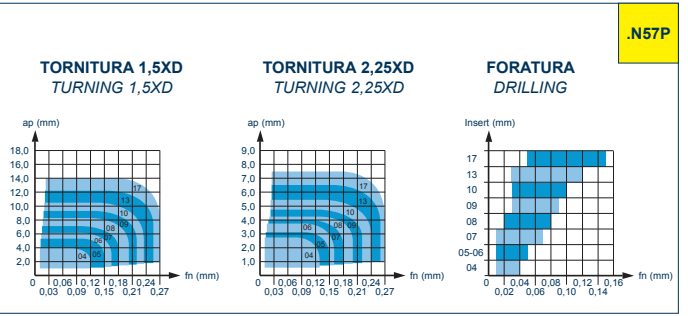 .N57P
TORNITURA 1,5XD
TURNING 1,5XD
ap (mm)
18,0
16,0
14,0
12,0
10,0
8,0
6,0
4,0
2,0
17
13
10
09
08
07
06
05
04
fn (mm)
0 0,06 0,12 0,18 0,24
0,03 0,09 0,15 0,21 0,27
TORNITURA 2,25XD
TURNING 2,25XD
ap (mm)
9,0
8,0
7,0
6,0
5,0
4,0
3,0
2,0
1,0
17
13
10
09
08
07
06
05
04
fn (mm)
0 0,06 0,12 0,18 0,24
0,03 0,09 0,15 0,21 0,27
FORATURA
DRILLING
Insert (mm)
17
13
10
09
08
07
05-06
04
fn (mm)
0 0,04 0,08 0,12 0,16
0,02 0,06 0,10 0,14